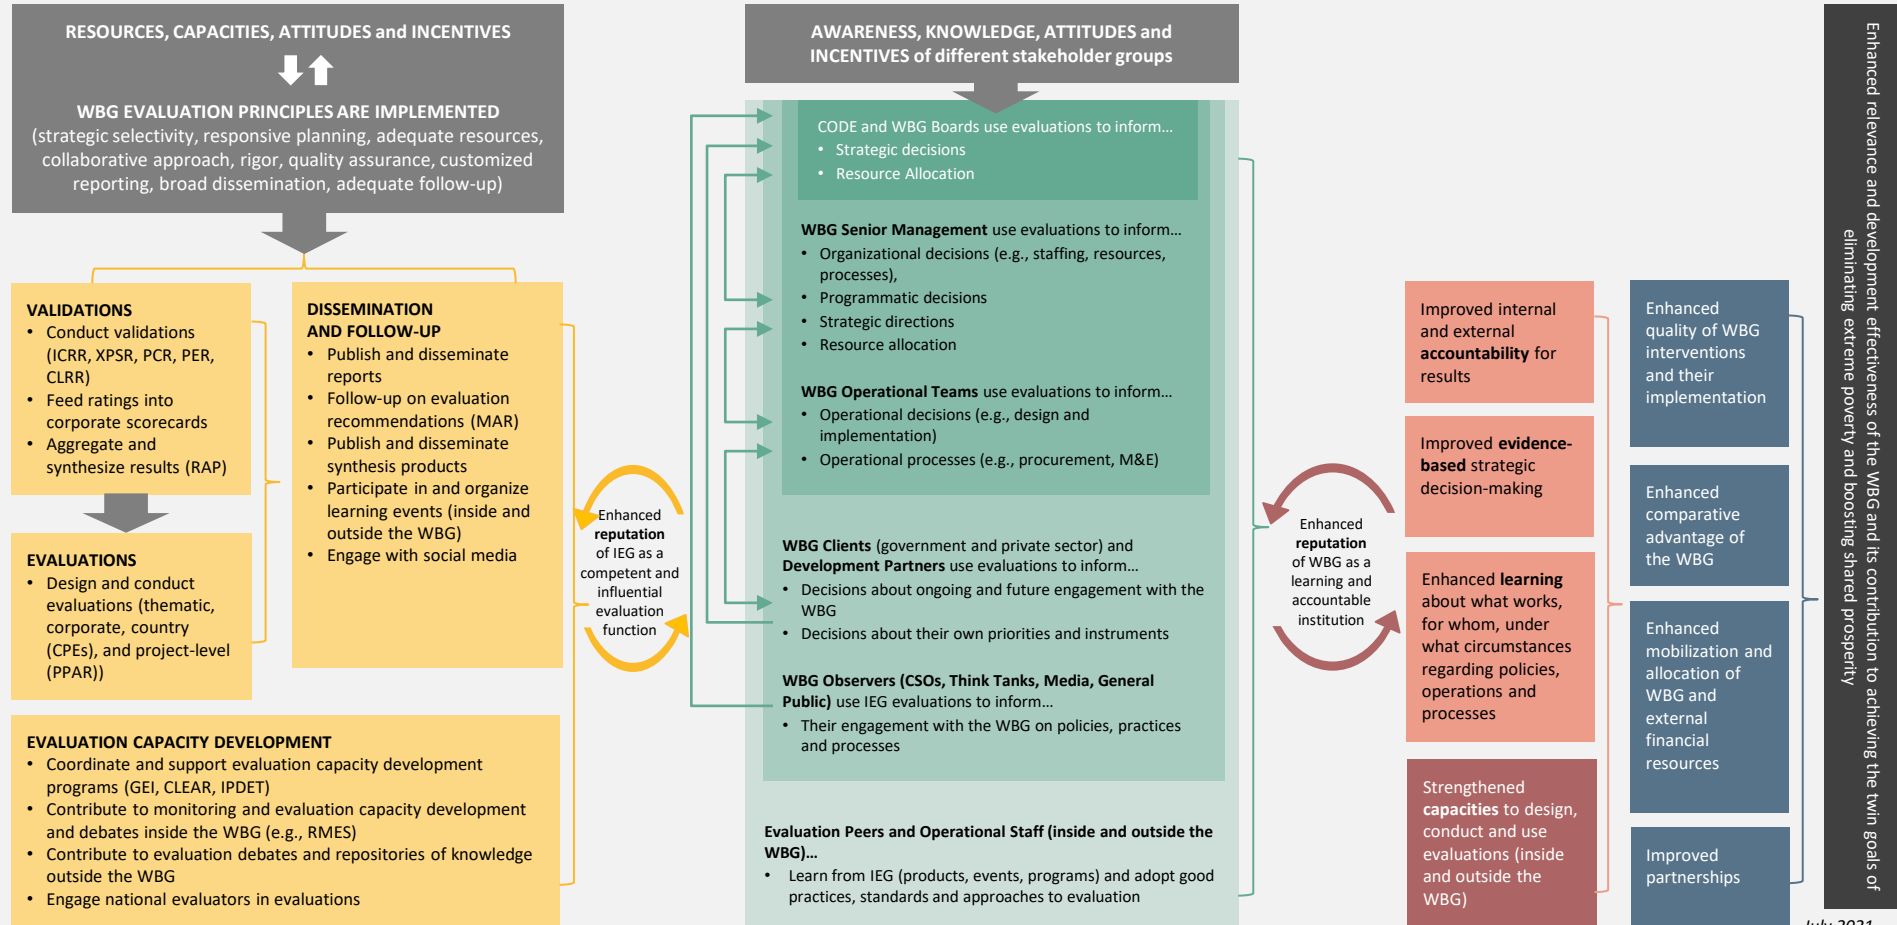 RESOURCES, CAPACITIES, ATTITUDES and INCENTIVES
WBG EVALUATION PRINCIPLES ARE IMPLEMENTED
(strategic selectivity, responsive planning, adequate resources,
collaborative approach, rigor, quality assurance, customized
reporting, broad dissemination, adequate follow-up)
VALIDATIONS
• Conduct validations
(ICRR, XPSR, PCR, PER,
CLRR)
• Feed ratings into
corporate scorecards
• Aggregate and
synthesize results (RAP)
EVALUATIONS
• Design and conduct
evaluations (thematic,
corporate, country
(CPEs), and project-level
(PPAR))
DISSEMINATION
AND FOLLOW-UP
• Publish and disseminate
reports
• Follow-up on evaluation
recommendations (MAR)
• Publish and disseminate
synthesis products
• Participate in and organize
learning events (inside and
outside the WBG)
• Engage with social media
EVALUATION CAPACITY DEVELOPMENT
• Coordinate and support evaluation capacity development
programs (GEI, CLEAR, IPDET)
• Contribute to monitoring and evaluation capacity development
and debates inside the WBG (e.g., RMES)
• Contribute to evaluation debates and repositories of knowledge
outside the WBG
• Engage national evaluators in evaluations
Enhanced
reputation
of IEG as a
competent and
influential
evaluation
function
AWARENESS, KNOWLEDGE, ATTITUDES and
INCENTIVES of different stakeholder groups
CODE and WBG Boards use evaluations to inform…
• Strategic decisions
• Resource Allocation
WBG Senior Management use evaluations to inform…
• Organizational decisions (e.g., staffing, resources,
processes),
• Programmatic decisions
• Strategic directions
• Resource allocation
WBG Operational Teams use evaluations to inform…
• Operational decisions (e.g., design and
implementation)
• Operational processes (e.g., procurement, M&E)
WBG Clients (government and private sector) and
Development Partners use evaluations to inform…
• Decisions about ongoing and future engagement with the
WBG
• Decisions about their own priorities and instruments
WBG Observers (CSOs, Think Tanks, Media, General
Public) use IEG evaluations to inform…
• Their engagement with the WBG on policies, practices
and processes
Evaluation Peers and Operational Staff (inside and outside the
WBG)…
• Learn from IEG (products, events, programs) and adopt good
practices, standards and approaches to evaluation
Enhanced
reputation
of WBG as a
learning and
accountable
institution
Improved internal
and external
accountability for
results
Improved evidence-
based strategic
decision-making
Enhanced learning
about what works,
for whom, under
what circumstances
regarding policies,
operations and
processes
Strengthened
capacities to design,
conduct and use
evaluations (inside
and outside the
WBG)
Enhanced
quality of WBG
interventions
and their
implementation
Enhanced
comparative
advantage of
the WBG
Enhanced
mobilization and
allocation of
WBG and
external
financial
resources
Improved
partnerships
Enhanced relevance and development effectiveness of the WBG and its contribution to achieving the twin goals of
eliminating extreme poverty and boosting shared prosperity
July 2021